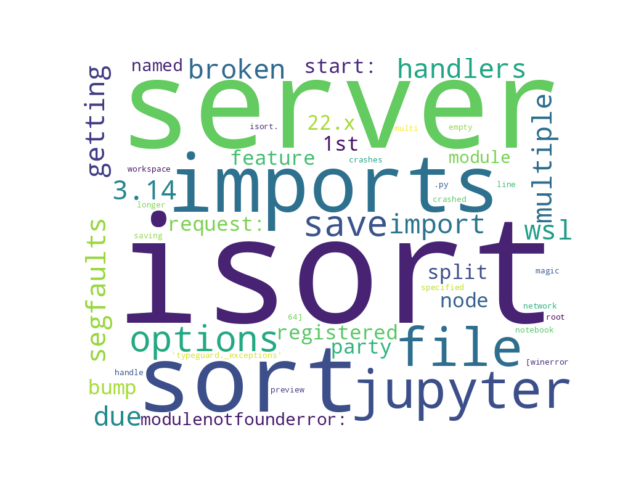 named
broken
start:
handlers
getting
server
isort.
22.x
multi
empty
1st
multiple
feature
crashes
module
workspace
imports
.py
line
3.14
crashed
longer
request:
save
import
wsl
saving
segfaults
isort
split
magic
specified
node
network
64]
root
options
registered
file
notebook
party
'typeguard._exceptions'
[winerror
handle
sort
jupyter
bump
preview
due
modulenotfounderror: